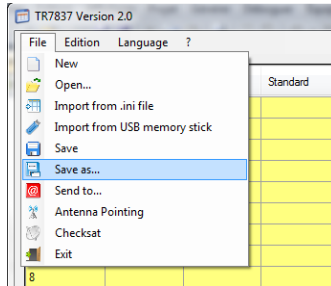 TR7837 Version 2.0
File Edition Language ?
New
Open...
Standard
Import from .ini file
Import from USB memory stick
Save
Save as...
Send to...
Antenna Pointing
Checksat
Exit
8